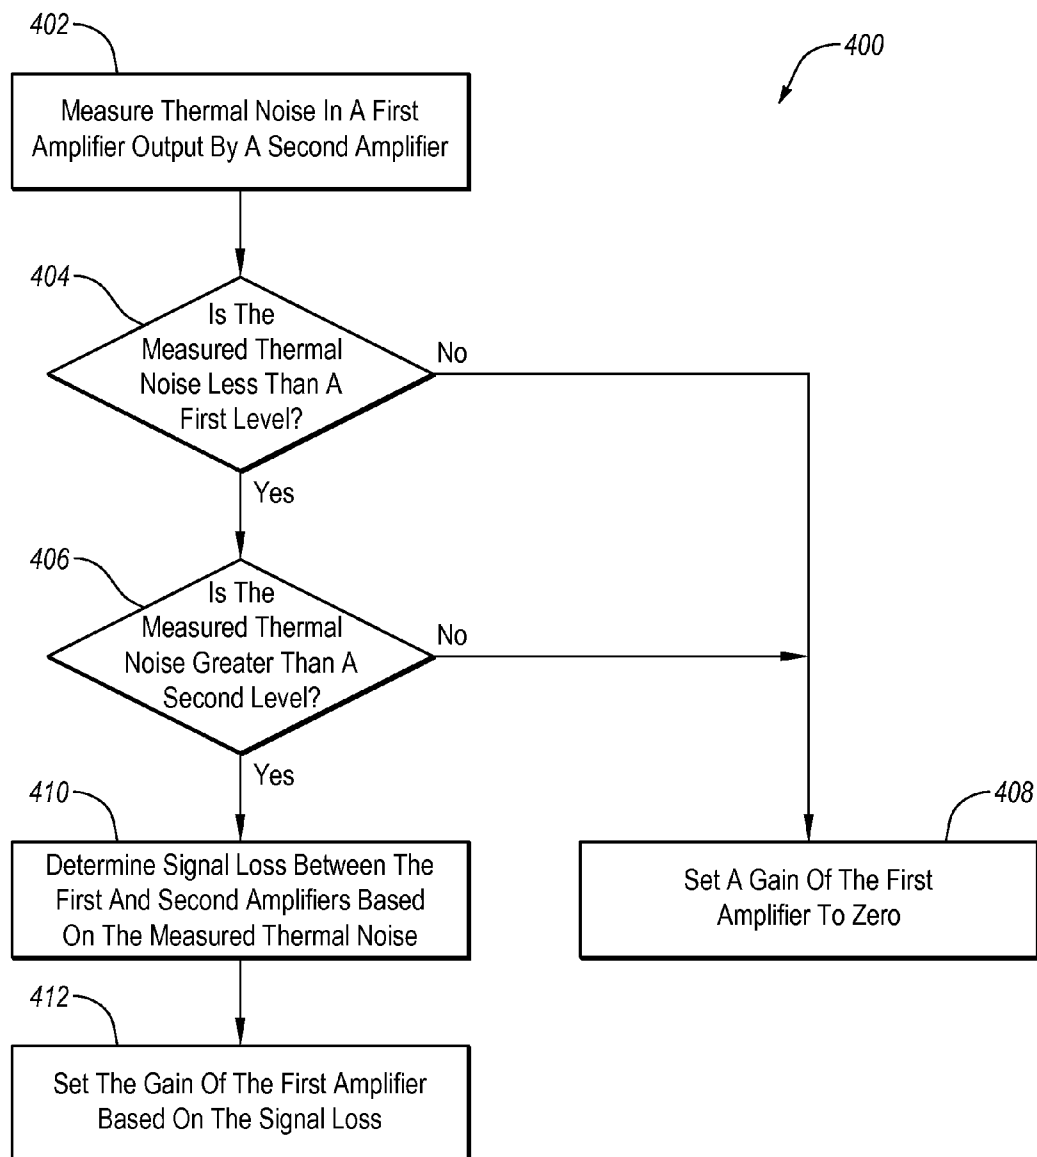 402
400
Measure Thermal Noise In A First
Amplifier Output By A Second Amplifier
404
Is The
Measured Thermal
Noise Less Than A
First Level?
No
Yes
406
Is The
Measured Thermal
Noise Greater Than A
Second Level?
No
Yes
410
408
Determine Signal Loss Between The
First And Second Amplifiers Based
On The Measured Thermal Noise
Set A Gain Of The First
Amplifier To Zero
412
Set The Gain Of The First Amplifier
Based On The Signal Loss